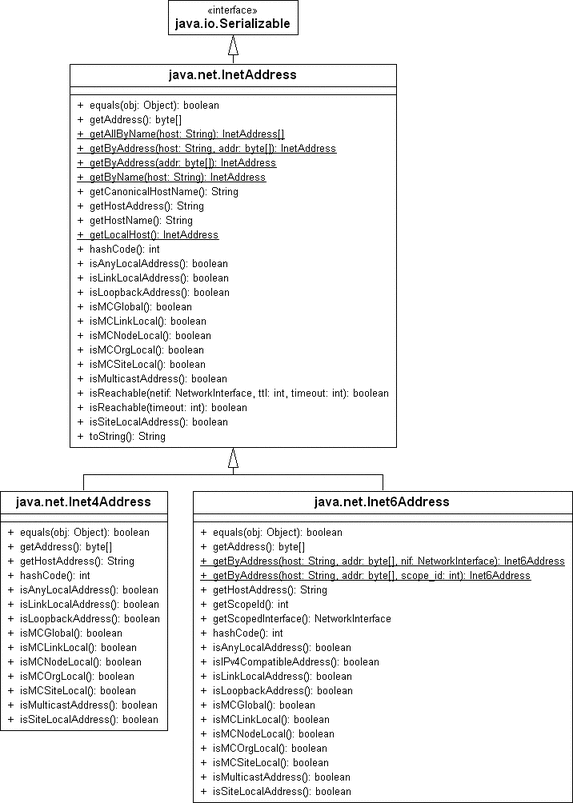 «interface»
java.io.Serializable
java.net.InetAddress
+ equals(obj: Object): boolean
+ getAddress(): byte[]
+ getAllByName(host: String): InetAddress[]
+ getByAddress(host: String, addr: byte[]): InetAddress
+ getByAddress(addr: byte[]): InetAddress
+ getByName(host: String): InetAddress
+ getCanonicalHostName(): String
+ getHostAddress(): String
+ getHostName(): String
+ getLocalHost(): InetAddress
+ hashCode(): int
+ isAnyLocalAddress(): boolean
+ isLinkLocalAddress(): boolean
+ isLoopbackAddress(): boolean
+ isMCGlobal(): boolean
+ isMCLinkLocal(): boolean
+ isMCNodeLocal(): boolean
+ isMCOrgLocal(): boolean
+ isMCSiteLocal(): boolean
+ isMulticastAddress(): boolean
+ isReachable(netif: NetworkInterface, ttl: int, timeout: int): boolean
+ isReachable(timeout: int): boolean
+ isSiteLocalAddress(): boolean
+ toString(): String
java.net.Inet4Address
+ equals(obj: Object): boolean
+ getAddress(): byte[]
+ getHostAddress(): String
+ hashCode(): int
+ isAnyLocalAddress(): boolean
+ isLinkLocalAddress(): boolean
+ isLoopbackAddress(): boolean
+ isMCGlobal(): boolean
+ isMCLinkLocal(): boolean
+ isMCNodeLocal(): boolean
+ isMCOrgLocal(): boolean
+ isMCSiteLocal(): boolean
+ isMulticastAddress(): boolean
+ isSiteLocalAddress(): boolean
java.net.Inet6Address
+ equals(obj: Object): boolean
+ getAddress(): byte[]
+ getByAddress(host: String, addr: byte[], nif: NetworkInterface): Inet6Address
+ getByAddress(host: String, addr: byte[], scope_id: int): Inet6Address
+ getHostAddress(): String
+ getScopeId(): int
+ getScopedInterface(): NetworkInterface
+ hashCode(): int
+ isAnyLocalAddress(): boolean
+ isIPv4CompatibleAddress(): boolean
+ isLinkLocalAddress(): boolean
+ isLoopbackAddress(): boolean
+ isMCGlobal(): boolean
+ isMCLinkLocal(): boolean
+ isMCNodeLocal(): boolean
+ isMCOrgLocal(): boolean
+ isMCSiteLocal(): boolean
+ isMulticastAddress(): boolean
+ isSiteLocalAddress(): boolean